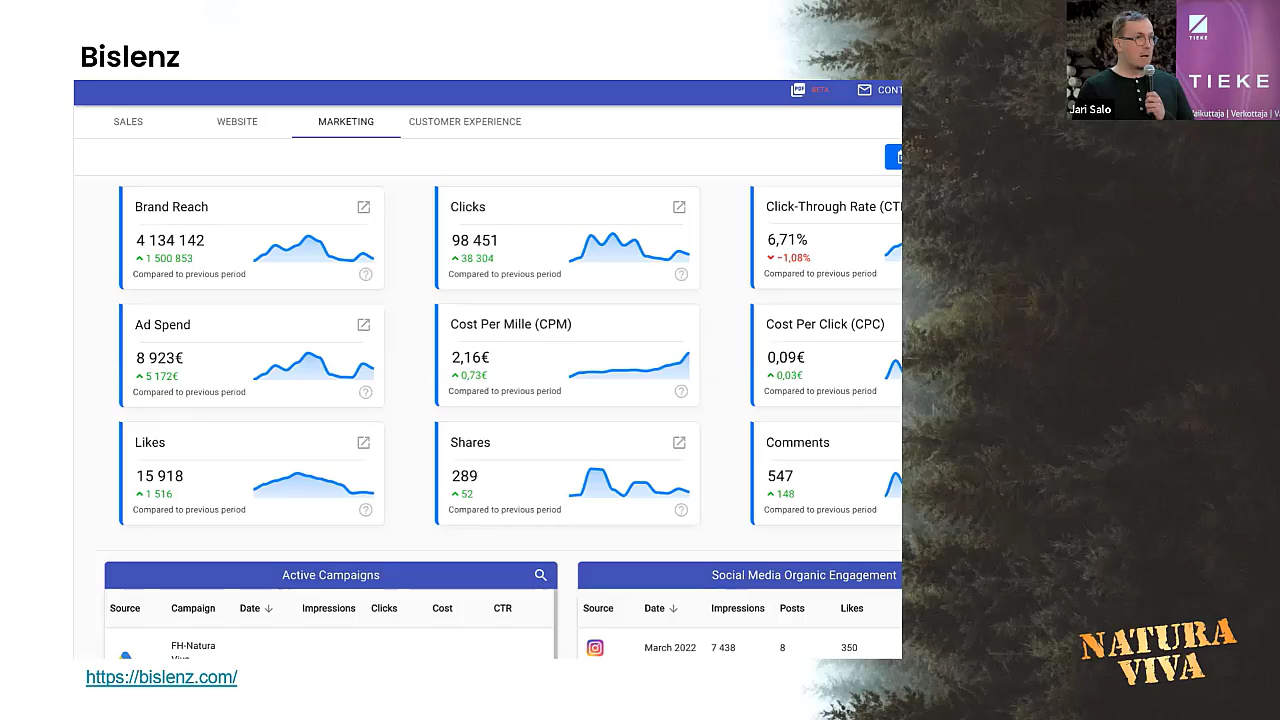 Bislenz
BETA
CONT
SALES
WEBSITE
MARKETING
CUSTOMER EXPERIENCE
Brand Reach
4 134 142
1 500 853
Compared to previous period
Clicks
98 451
38 304
Compared to previous period
Click-Through Rate (CT
6,71%
−1,08%
Compared to previous period
Ad Spend
8 923€
5 172€
Compared to previous period
Cost Per Mille (CPM)
2,16€
0,73€
Compared to previous period
Cost Per Click (CPC)
0,09€
0,03€
Compared to previous period
Likes
15 918
1 516
Compared to previous period
Shares
289
52
Compared to previous period
Comments
547
148
Compared to previous period
Active Campaigns
Source Campaign Date Impressions Clicks Cost CTR
FH-Natura
Social Media Organic Engagement
Source Date Impressions Posts Likes
March 2022 7 438 8 350
https://bislenz.com/
Jari Salo
TIEKE
TIEKE
aikuttaja | Verkottaja | V
NATURA
VIVA